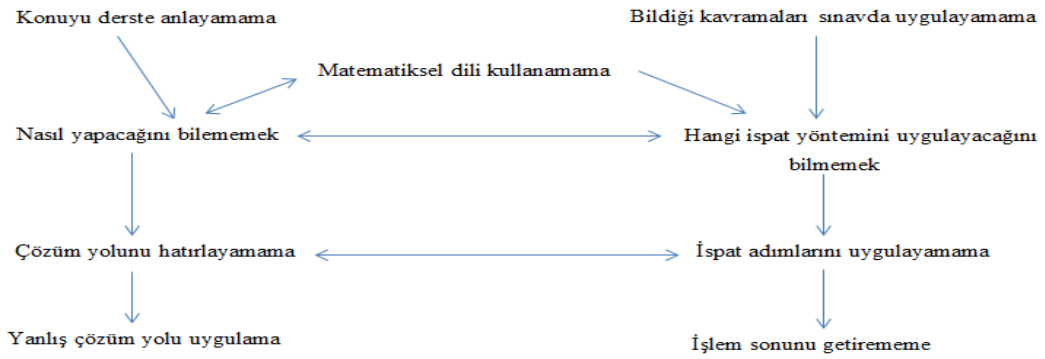 Konuyu derste anlayamama
Bildiği kavramaları sınavda uygulayamama
Matematiksel dili kullanamama
Nasıl yapacağını bilememek
Hangi ispat yöntemini uygulayacağını
bilmemek
Çözüm yolunu hatırlayamama
İspat adımlarını uygulayamama
Yanlış çözüm yolu uygulama
İşlem sonunu getirememe